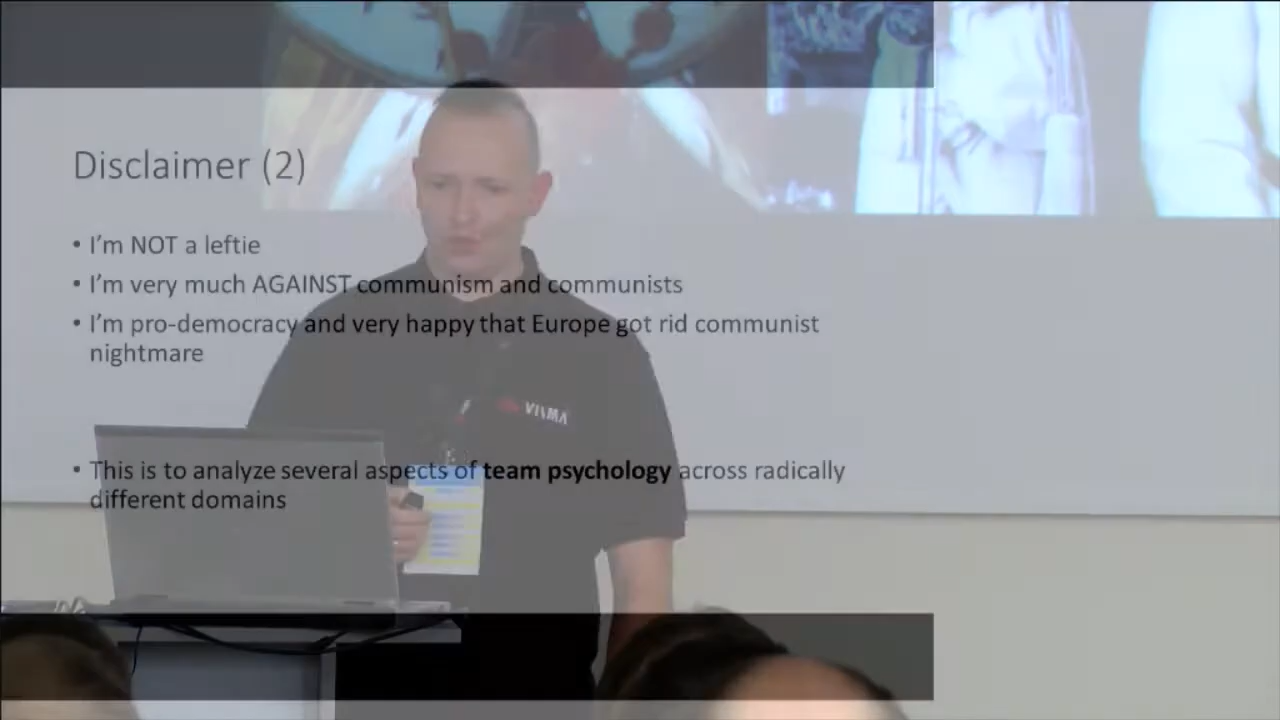 Disclaimer (2)
• I'm NOT a leftie
• I'm very much AGAINST communism and communists
• I'm pro-democracy and very happy that Europe got rid communist
nightmare
• This is to analyze several aspects of team psychology across radically
different domains
VISMA